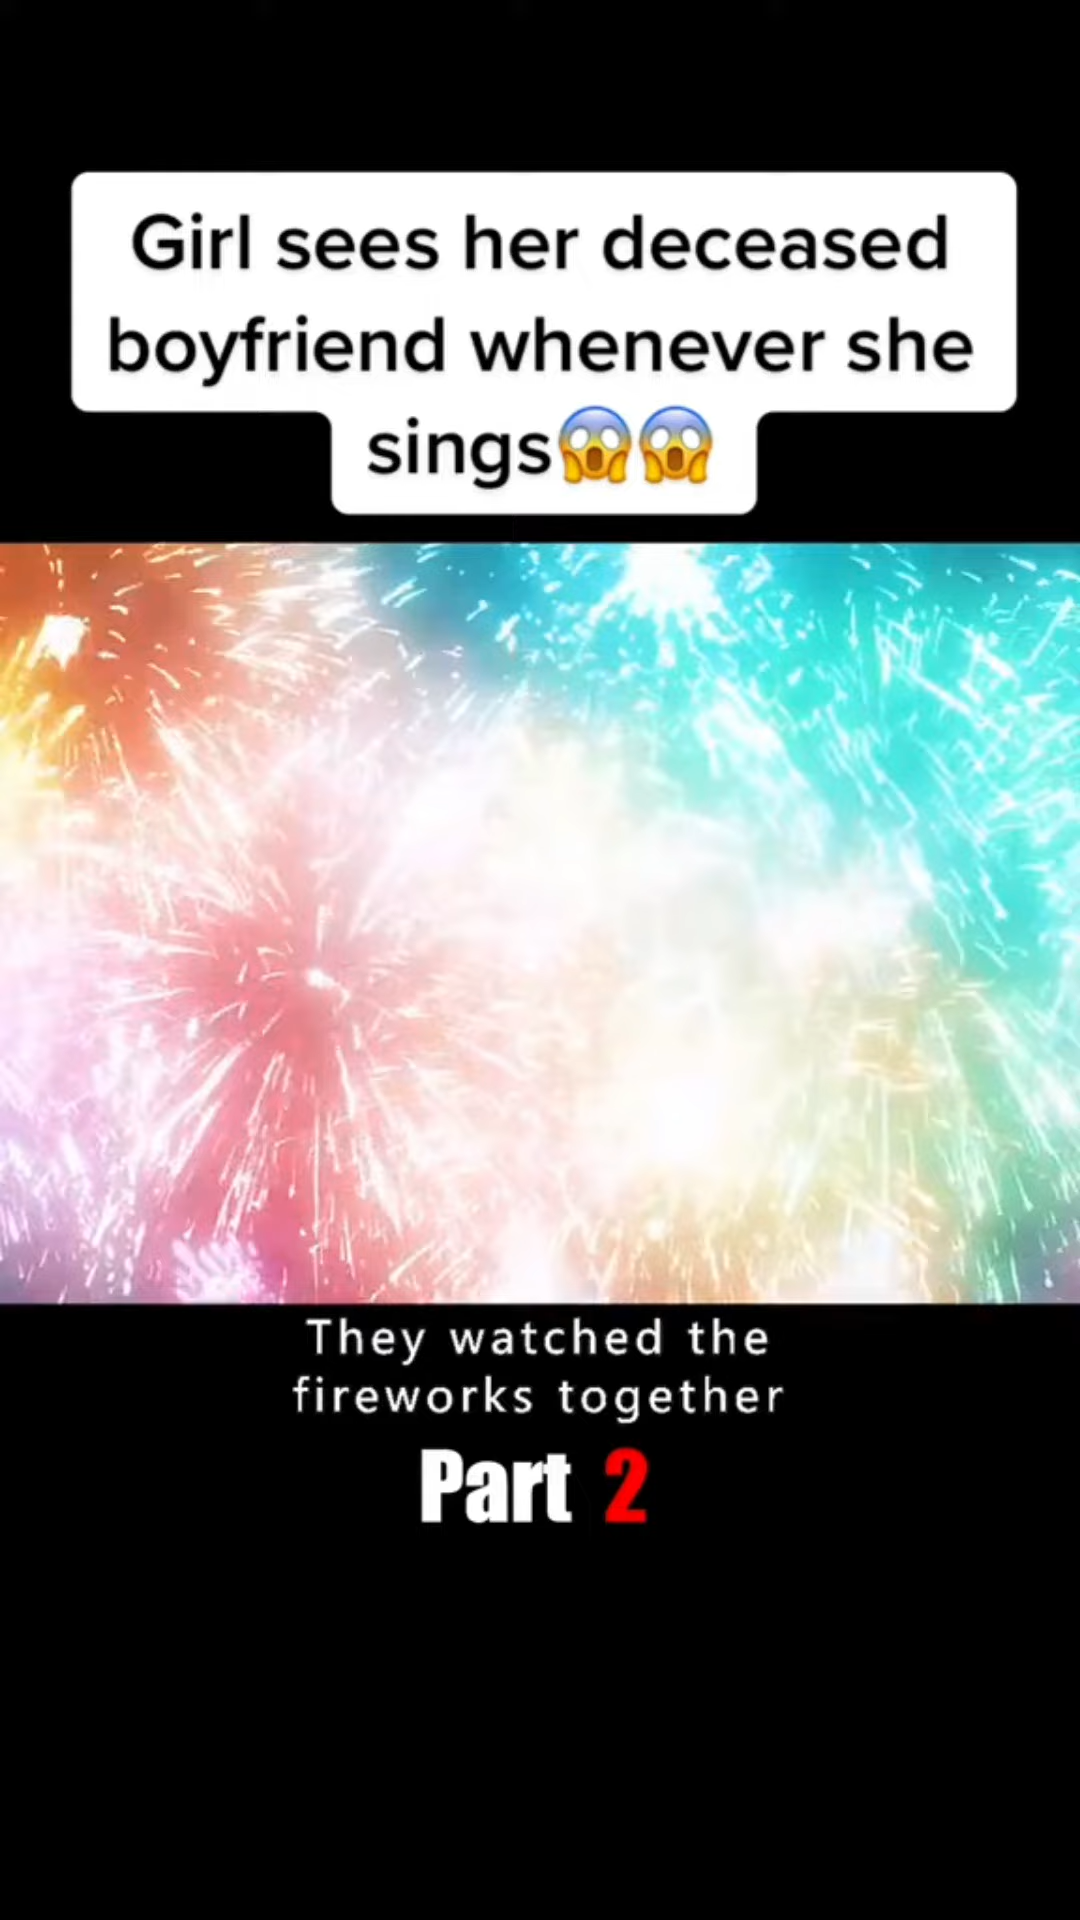 Girl sees her deceased
boyfriend whenever she
sings😱😱
They watched the
fireworks together
Part 2